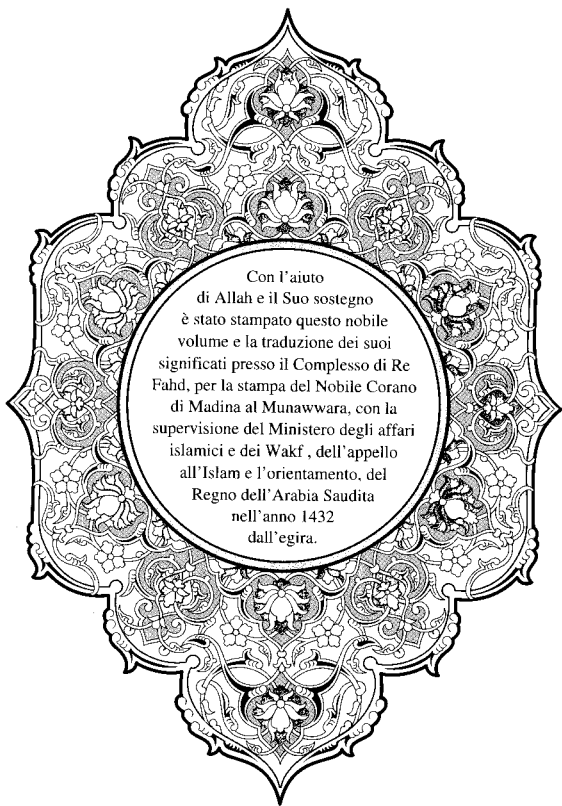 Con l'aiuto
di Allah e il Suo sostegno
è stato stampato questo nobile
volume e la traduzione dei suoi
significati presso il Complesso di Re
Fahd, per la stampa del Nobile Corano
di Madina al Munawwara, con la
supervisione del Ministero degli affari
islamici e dei Wakf , dell'appello
all'Islam e l'orientamento, del
Regno dell'Arabia Saudita
nell'anno 1432
dall'egira.